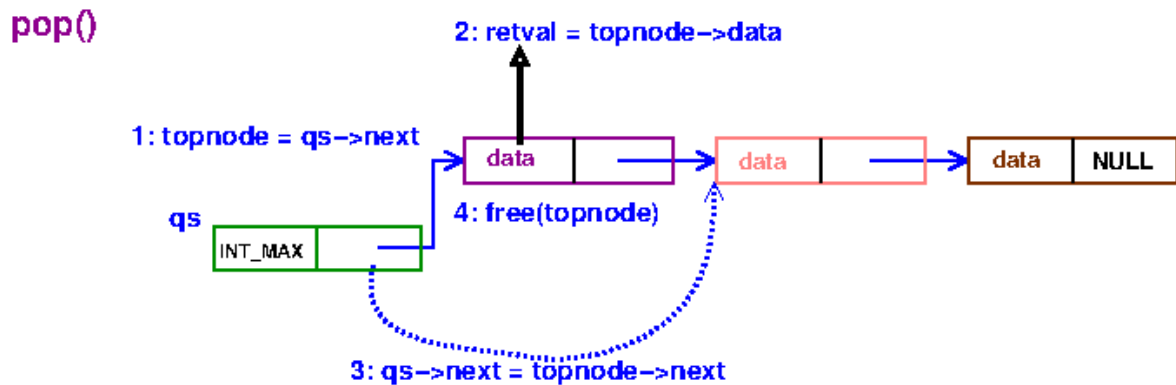 pop()
2: retval = topnode->data
1: topnode = qs->next
data
data
data NULL
4: free(topnode)
qs
INT_MAX
3: qs->next = topnode->next